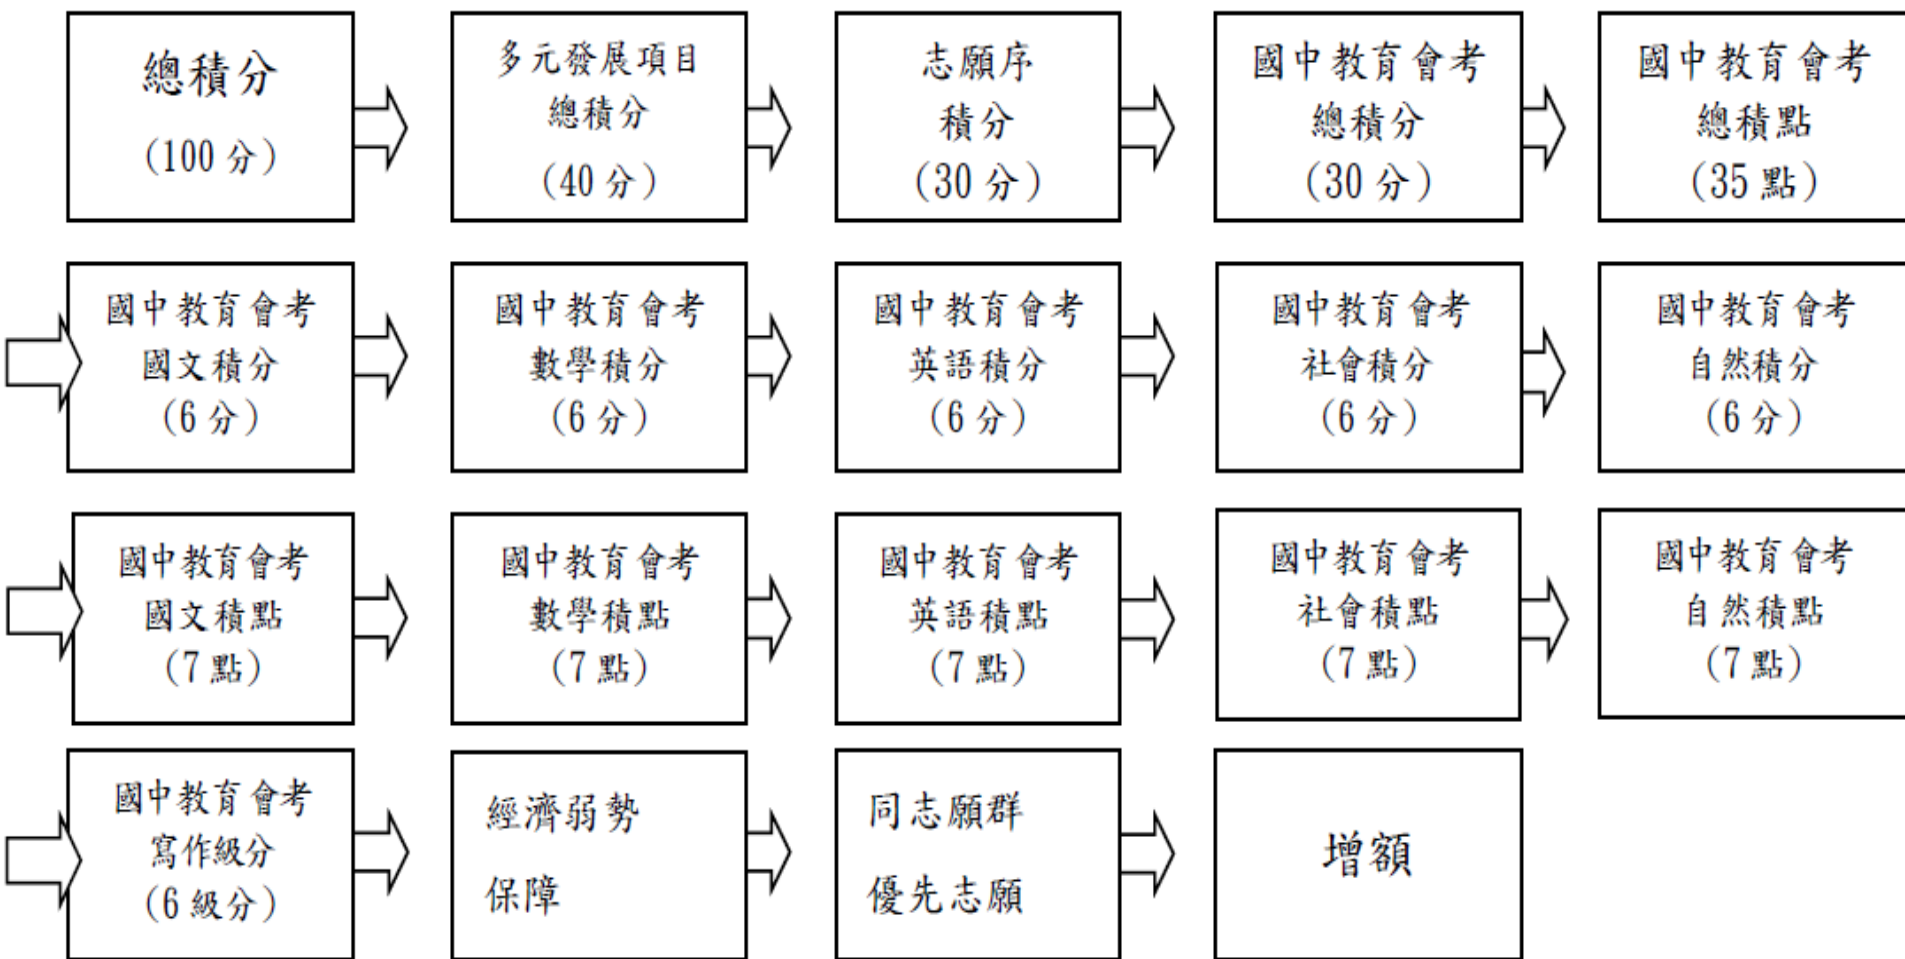 總積分
(100 分)
多元發展項目
總積分
(40 分)
志願序
積分
(30 分)
國中教育會考
總積分
(30 分)
國中教育會考
總積點
(35 點)
國中教育會考
國文積分
(6 分)
國中教育會考
數學積分
(6 分)
國中教育會考
英語積分
(6 分)
國中教育會考
社會積分
(6 分)
國中教育會考
自然積分
(6 分)
國中教育會考
國文積點
(7 點)
國中教育會考
數學積點
(7 點)
國中教育會考
英語積點
(7 點)
國中教育會考
社會積點
(7 點)
國中教育會考
自然積點
(7 點)
國中教育會考
寫作級分
(6 級分)
經濟弱勢
保障
同志願群
優先志願
增額